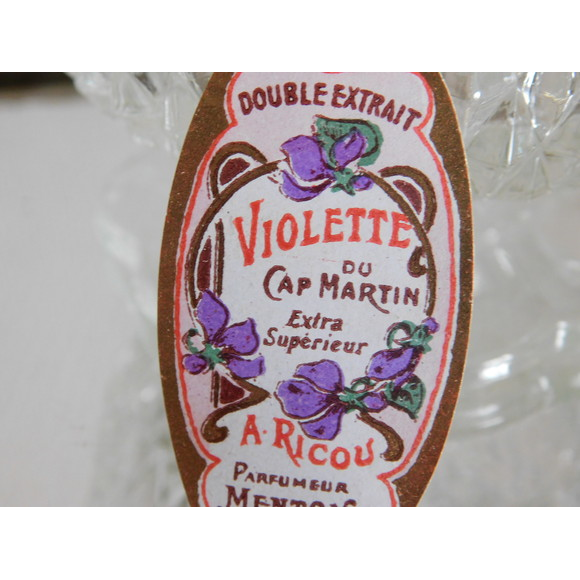 DOUBLE EXTRAIT
VIOLETTE
DU
CAP MARTIN
Extra
Supérieur
A. RICOU
PARFUMEUR